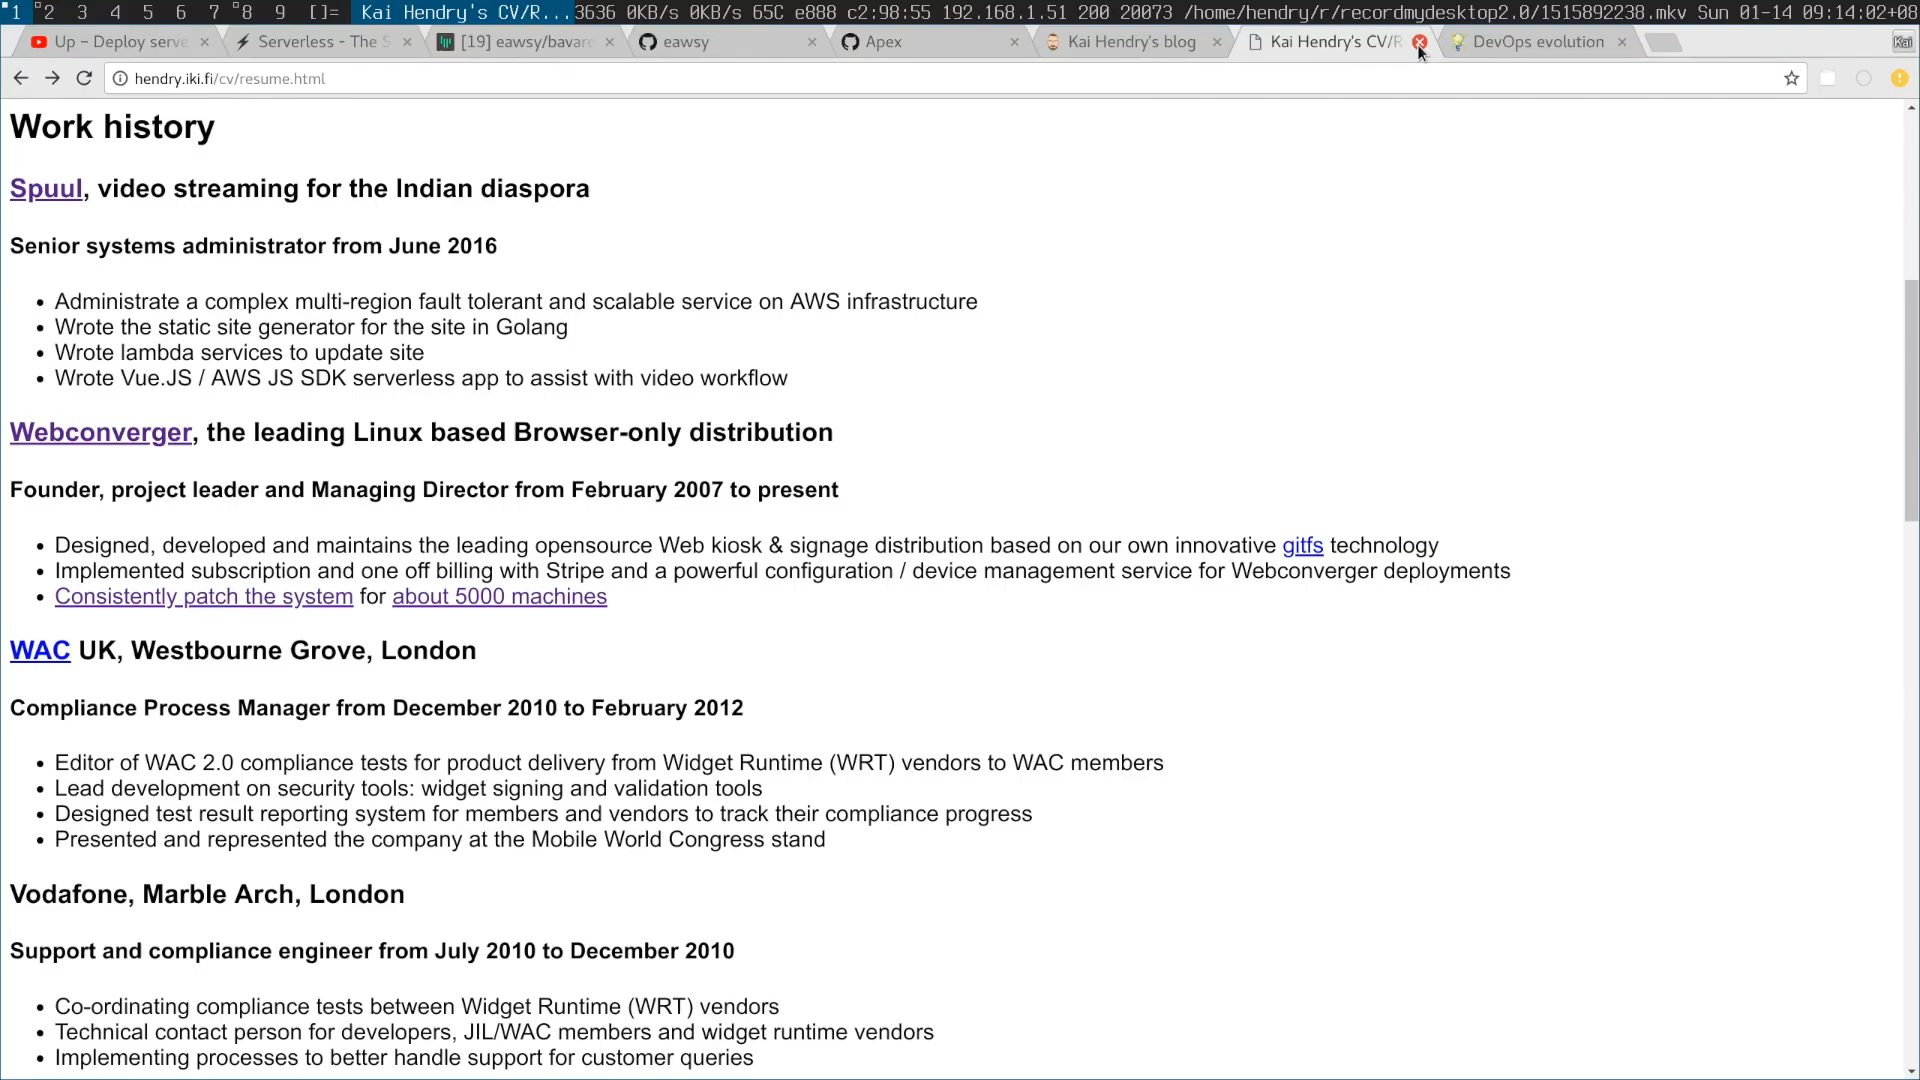 1 2 3 4 5 6 7 8 9 []= Kai Hendry's CV/R... 3636 0KB/s 0KB/s 65C e888 c2:98:55 192.168.1.51 200 20073 /home/hendry/r/recordmydesktop2.0/1515892238.mkv Sun 01-14 09:14:02+08
Up – Deploy serve Serverless - The S [19] eawsy/bavar eawsy Apex Kai Hendry's blog Kai Hendry's CV/R DevOps evolution Kai
hendry.iki.fi/cv/resume.html
Work history
Spuul, video streaming for the Indian diaspora
Senior systems administrator from June 2016
• Administrate a complex multi-region fault tolerant and scalable service on AWS infrastructure
• Wrote the static site generator for the site in Golang
• Wrote lambda services to update site
• Wrote Vue.JS / AWS JS SDK serverless app to assist with video workflow
Webconverger, the leading Linux based Browser-only distribution
Founder, project leader and Managing Director from February 2007 to present
• Designed, developed and maintains the leading opensource Web kiosk & signage distribution based on our own innovative gitfs technology
• Implemented subscription and one off billing with Stripe and a powerful configuration / device management service for Webconverger deployments
• Consistently patch the system for about 5000 machines
WAC UK, Westbourne Grove, London
Compliance Process Manager from December 2010 to February 2012
• Editor of WAC 2.0 compliance tests for product delivery from Widget Runtime (WRT) vendors to WAC members
• Lead development on security tools: widget signing and validation tools
• Designed test result reporting system for members and vendors to track their compliance progress
• Presented and represented the company at the Mobile World Congress stand
Vodafone, Marble Arch, London
Support and compliance engineer from July 2010 to December 2010
• Co-ordinating compliance tests between Widget Runtime (WRT) vendors
• Technical contact person for developers, JIL/WAC members and widget runtime vendors
• Implementing processes to better handle support for customer queries